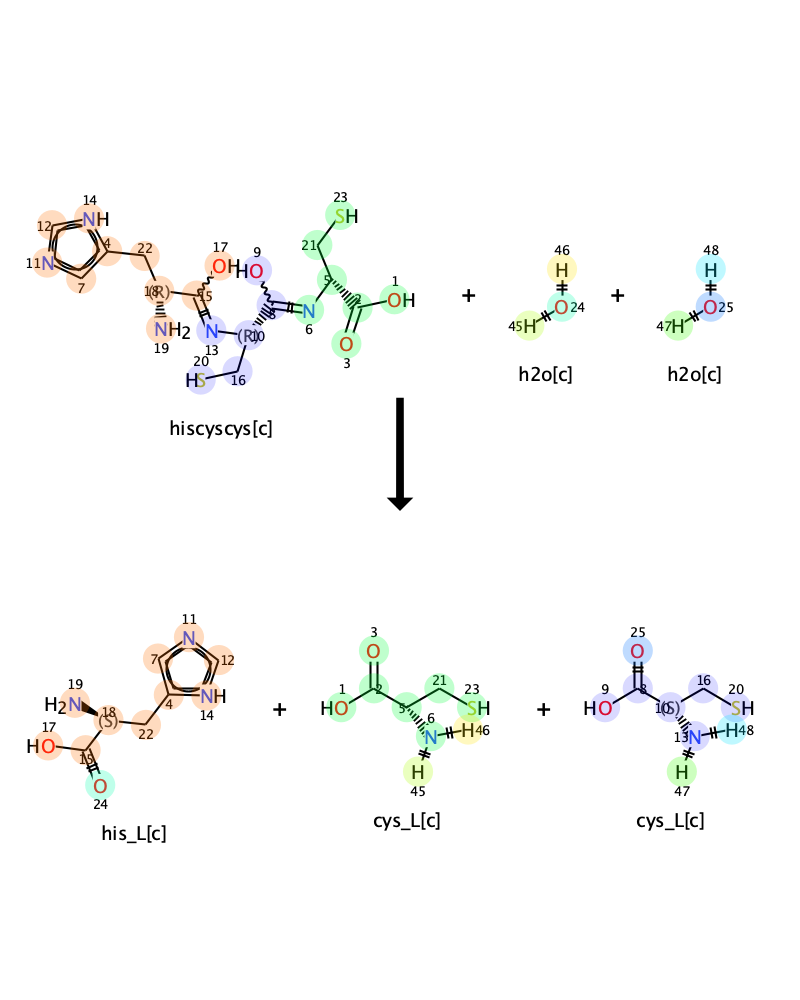 23
SH
14
NH
12
4
22
21
17
9
OH
HO
46
48
H
H
11
N
7
18
(R)
15
5
1
OH
2
8
N
6
+
+
O 24
O 25
45
H
47
H
NH2
19
N
13
(R)
10
O
3
20
HS
16
h2o[c]
h2o[c]
hiscyscys[c]
11
N
3
O
25
O
7
12
19
H2N
18
(S)
4
NH
14
22
17
HO
15
O
24
+
1
HO
2
21
23
SH
5
6
N
H 46
H
45
+
9
HO
8
16
20
SH
10
(S)
13
N
H 48
H
47
his_L[c]
cys_L[c]
cys_L[c]